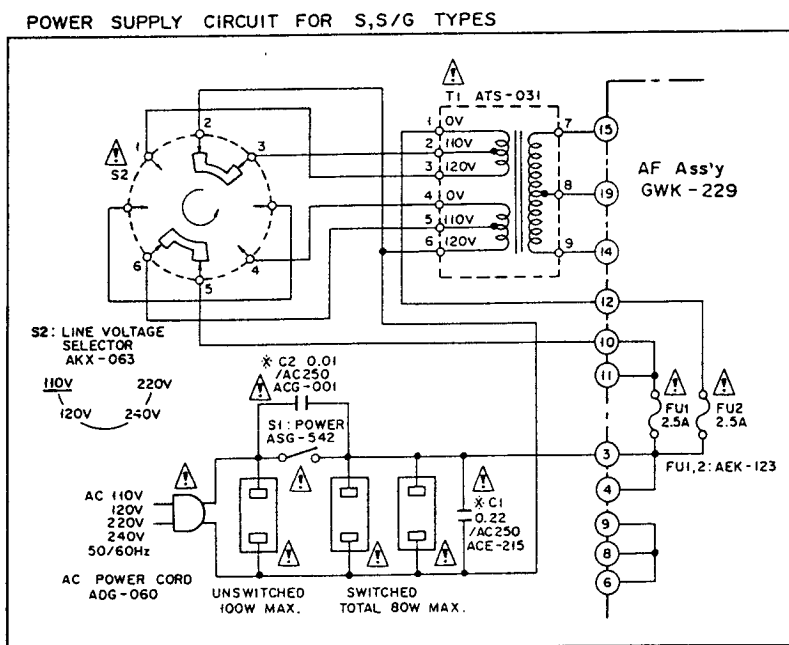 POWER SUPPLY CIRCUIT FOR S,S/G TYPES
T1 ATS-031
AF Ass'y
GWK-229
S2
1
2
3
4
5
6
1 0V
2 110V
3 120V
4 0V
5 110V
6 120V
7
8
9
15
19
14
12
10
11
3
4
9
8
6
S2: LINE VOLTAGE
SELECTOR
AKX-063
110V
120V
220V
240V
※ C2 0.01
/AC250
ACG-001
S1: POWER
ASG-542
FU1
2.5A
FU2
2.5A
FU1,2: AEK-123
※ C1
0.22
/AC250
ACE-215
AC 110V
120V
220V
240V
50/60Hz
AC POWER CORD
ADG-060
UNSWITCHED
100W MAX.
SWITCHED
TOTAL 80W MAX.